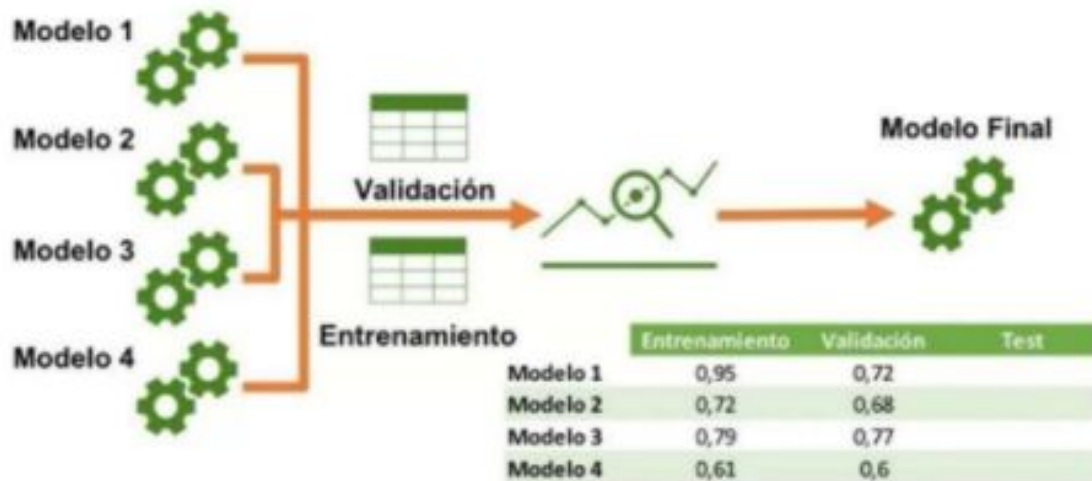 Modelo 1
Modelo 2
Modelo 3
Modelo 4
Validación
Entrenamiento
Modelo Final
Entrenamiento Validación Test
Modelo 1 0,95 0,72
Modelo 2 0,72 0,68
Modelo 3 0,79 0,77
Modelo 4 0,61 0,6